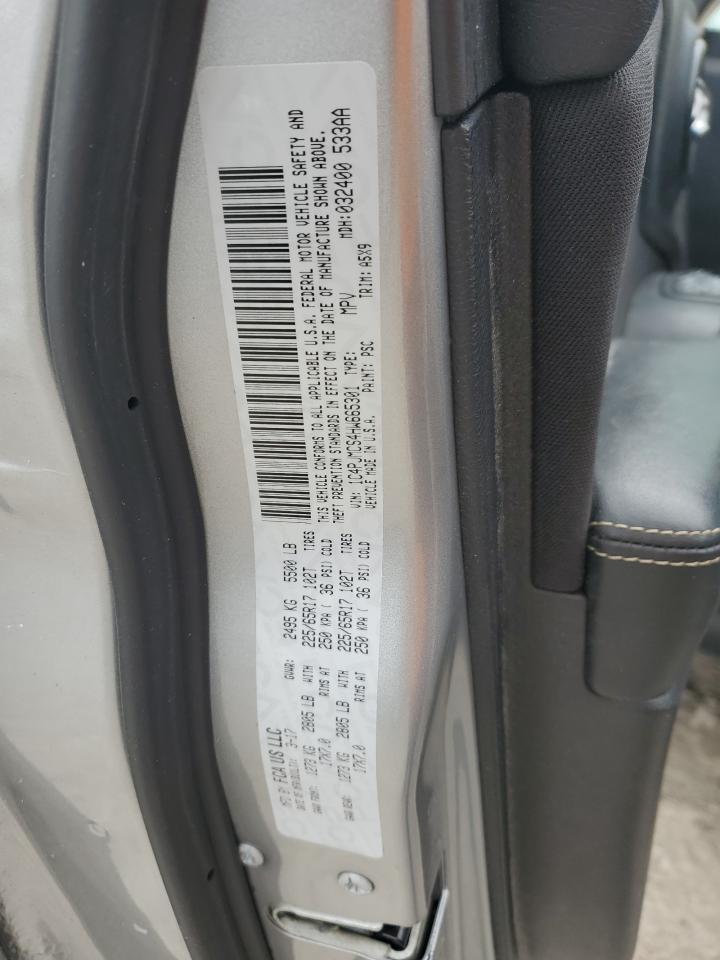 MFD BY: FCA US LLC
DATE OF MFR(BUILD): 3-17 GVWR: 2495 KG 5500 LB
GAWR FRONT: 1273 KG 2805 LB WITH 225/65R17 102T TIRES
17X7.0 RIMS AT 250 KPA ( 36 PSI) COLD
GAWR REAR: 1273 KG 2805 LB WITH 225/65R17 102T TIRES
17X7.0 RIMS AT 250 KPA ( 36 PSI) COLD
THIS VEHICLE CONFORMS TO ALL APPLICABLE U.S.A. FEDERAL MOTOR VEHICLE SAFETY AND
THEFT PREVENTION STANDARDS IN EFFECT ON THE DATE OF MANUFACTURE SHOWN ABOVE.
VIN: 1C4PJMCS4HW665301 TYPE: MPV MDH:032400 533AA
VEHICLE MADE IN U.S.A. PAINT: PSC TRIM: A5X9